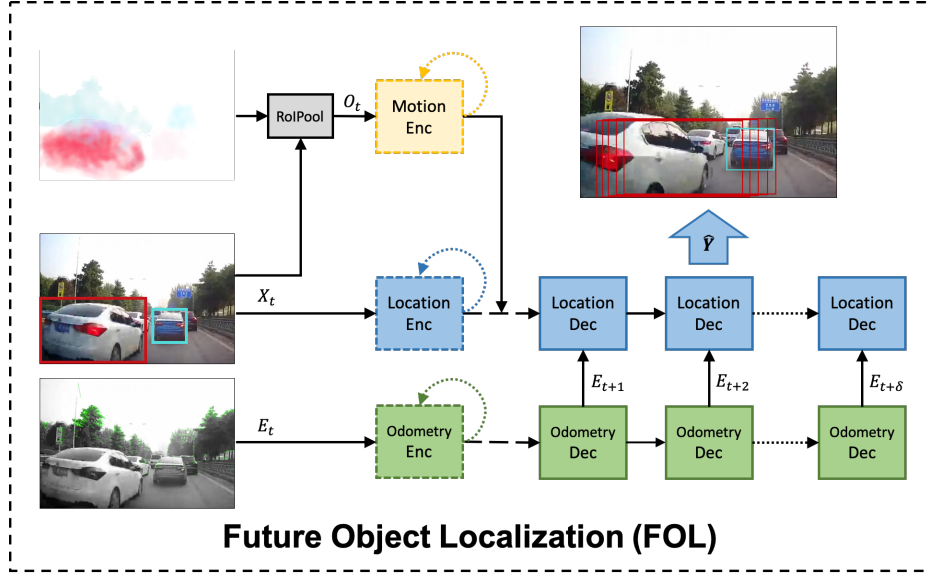 RoIPool
O_t
Motion
Enc
Ŷ
X_t
Location
Enc
Location
Dec
Location
Dec
Location
Dec
E_{t+1}
E_{t+2}
E_{t+δ}
E_t
Odometry
Enc
Odometry
Dec
Odometry
Dec
Odometry
Dec
Future Object Localization (FOL)